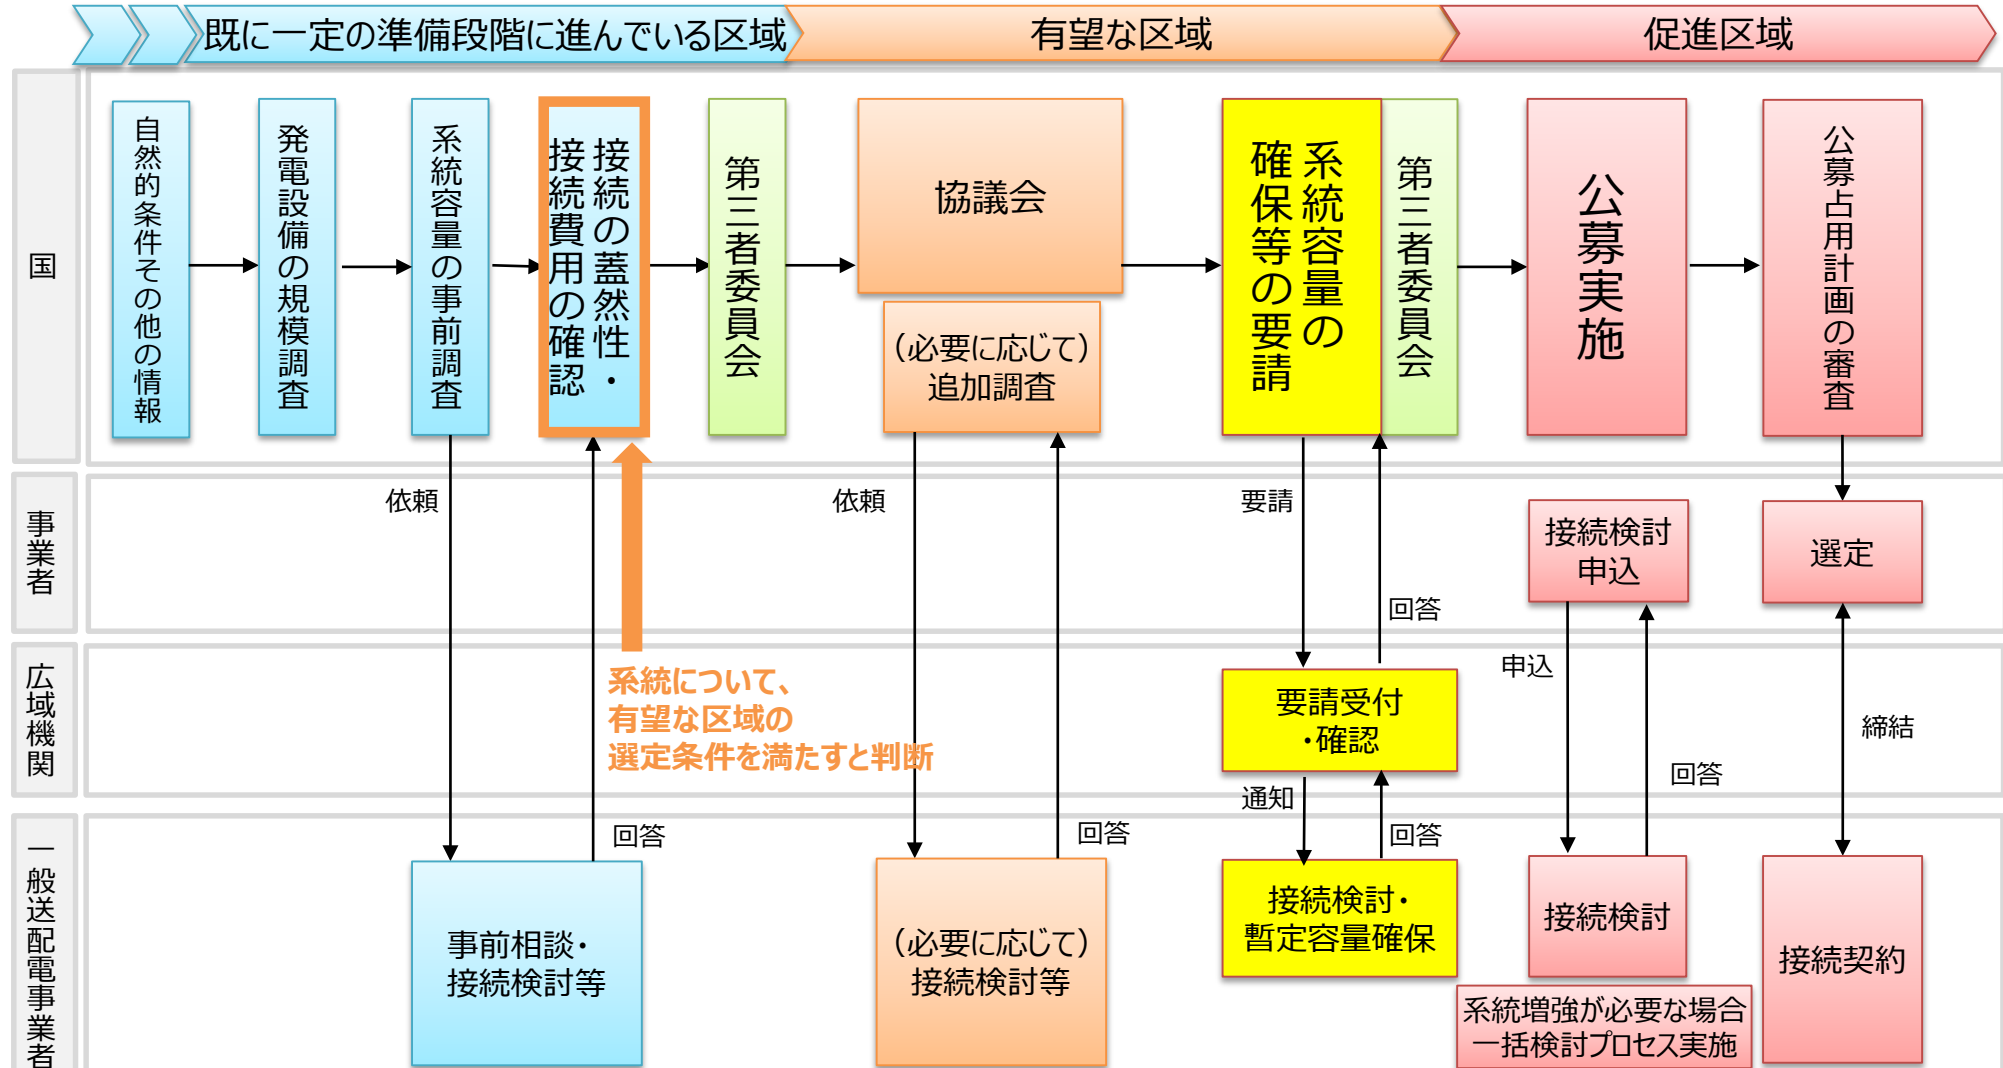 既に一定の準備段階に進んでいる区域
有望な区域
促進区域
国
自然的条件その他の情報
発電設備の規模調査
系統容量の事前調査
接続の蓋然性・
接続費用の確認
第三者委員会
協議会
（必要に応じて）
追加調査
系統容量の
確保等の要請
第三者委員会
公募実施
公募占用計画の審査
事業者
依頼
依頼
要請
回答
接続検討
申込
選定
広域機関
系統について、
有望な区域の
選定条件を満たすと判断
要請受付
・確認
申込
締結
回答
通知
回答
回答
回答
一般送配電事業者
事前相談・
接続検討等
（必要に応じて）
接続検討等
接続検討・
暫定容量確保
接続検討
系統増強が必要な場合
一括検討プロセス実施
接続契約